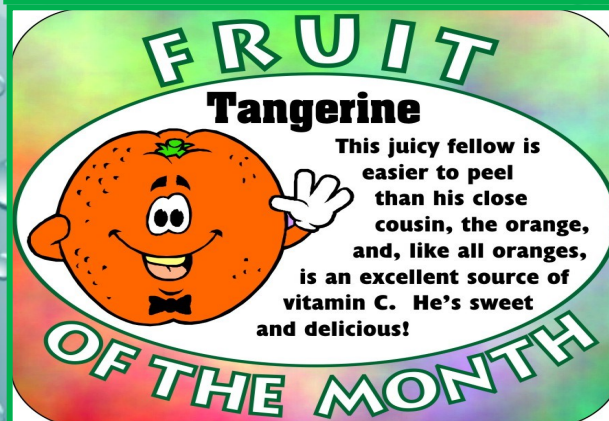 FRUIT
Tangerine
This juicy fellow is
easier to peel
than his close
cousin, the orange,
and, like all oranges,
is an excellent source of
vitamin C. He's sweet
and delicious!
OF THE MONTH